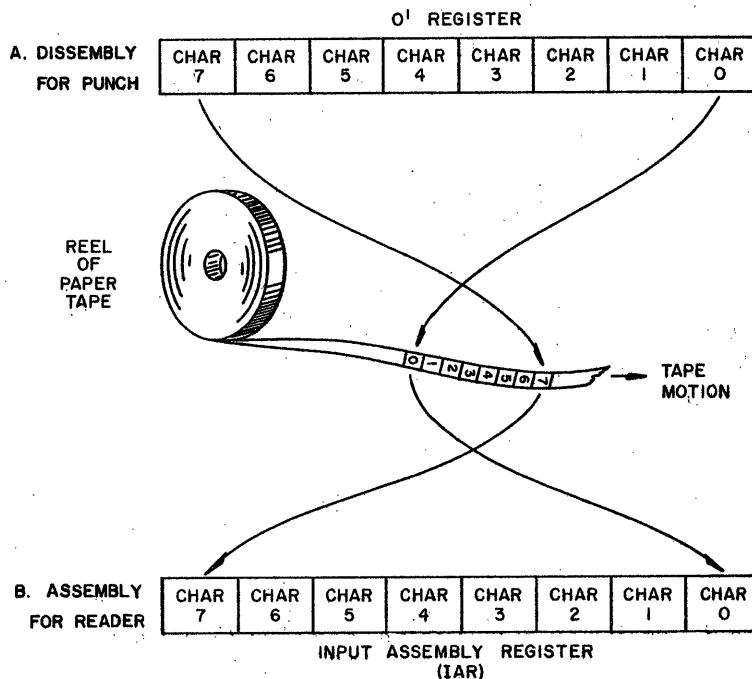 O' REGISTER
A. DISSEMBLY
FOR PUNCH
CHAR 7 CHAR 6 CHAR 5 CHAR 4 CHAR 3 CHAR 2 CHAR 1 CHAR 0
REEL
OF
PAPER
TAPE
0 1 2 3 4 5 6 7
TAPE
MOTION
B. ASSEMBLY
FOR READER
CHAR 7 CHAR 6 CHAR 5 CHAR 4 CHAR 3 CHAR 2 CHAR 1 CHAR 0
INPUT ASSEMBLY REGISTER
(IAR)